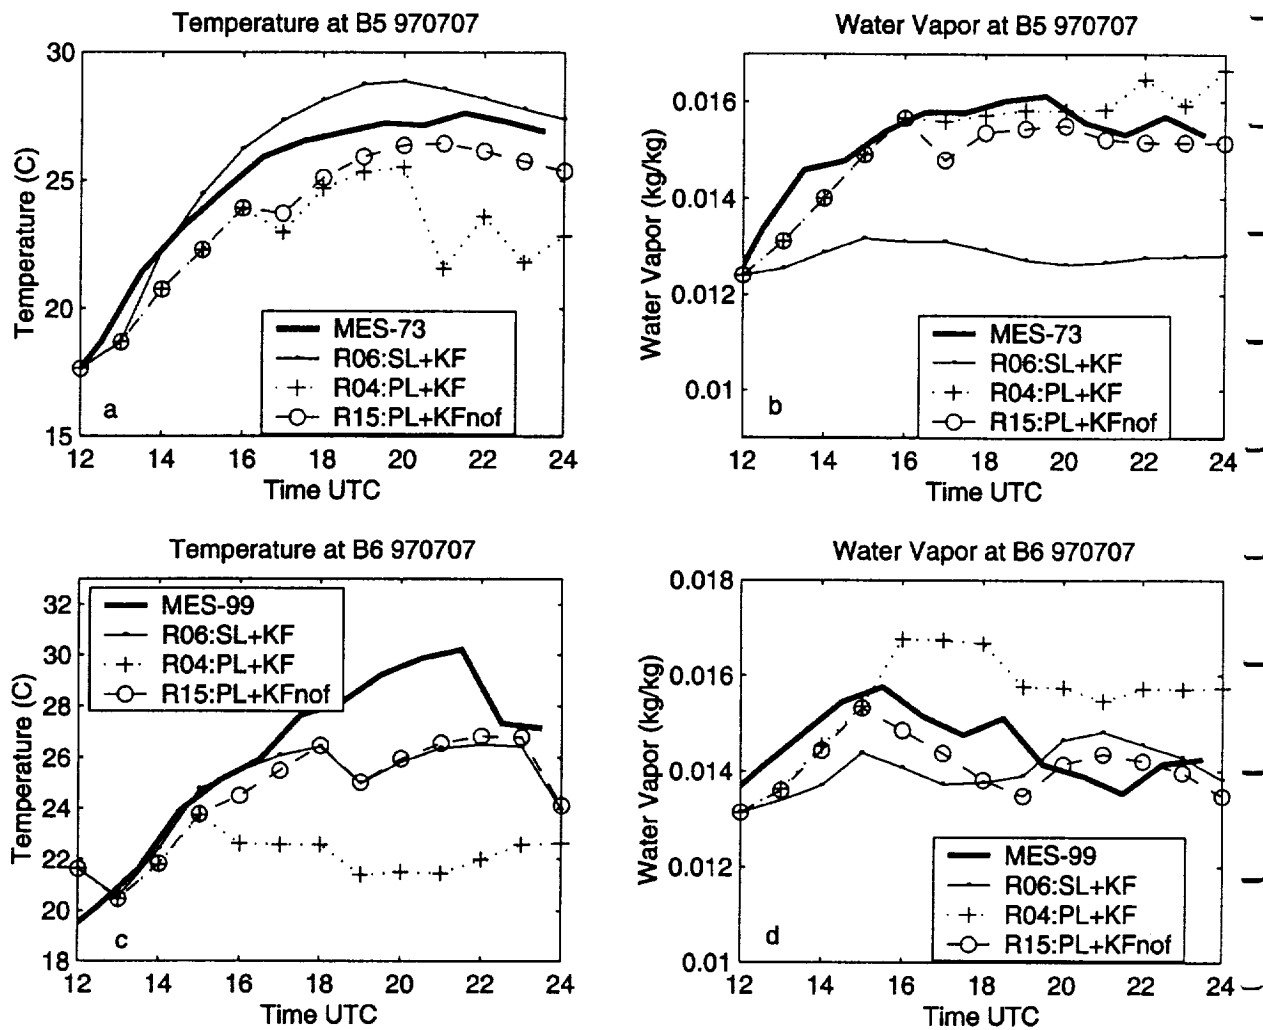 Temperature at B5 970707
30
25
20
15
Temperature (C)
MES-73
R06:SL+KF
R04:PL+KF
R15:PL+KFnof
a
12 14 16 18 20 22 24
Time UTC
Water Vapor at B5 970707
0.016
0.014
0.012
0.01
Water Vapor (kg/kg)
MES-73
R06:SL+KF
R04:PL+KF
R15:PL+KFnof
b
12 14 16 18 20 22 24
Time UTC
Temperature at B6 970707
32
30
28
26
24
22
20
18
Temperature (C)
MES-99
R06:SL+KF
R04:PL+KF
R15:PL+KFnof
c
12 14 16 18 20 22 24
Time UTC
Water Vapor at B6 970707
0.018
0.016
0.014
0.012
0.01
Water Vapor (kg/kg)
MES-99
R06:SL+KF
R04:PL+KF
R15:PL+KFnof
d
12 14 16 18 20 22 24
Time UTC